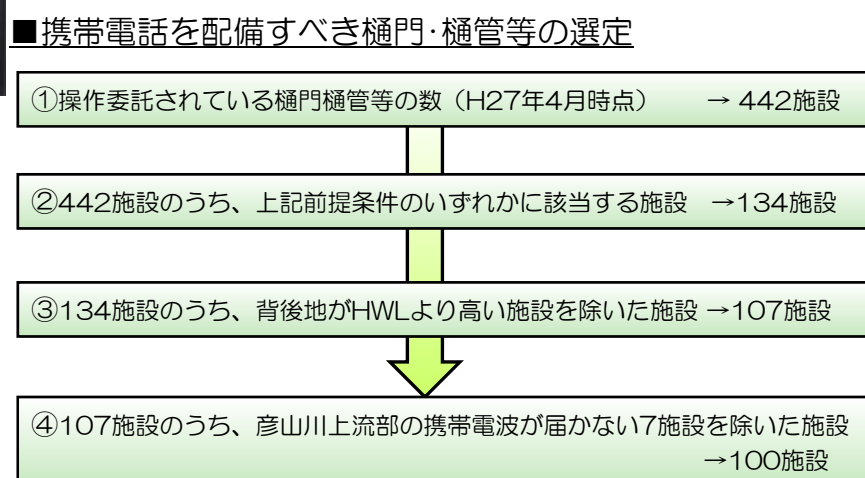 ■携帯電話を配備すべき樋門･樋管等の選定
①操作委託されている樋門樋管等の数（H27年4月時点）　→ 442施設
②442施設のうち、上記前提条件のいずれかに該当する施設　→134施設
③134施設のうち、背後地がHWLより高い施設を除いた施設 →107施設
④107施設のうち、彦山川上流部の携帯電波が届かない7施設を除いた施設
→100施設